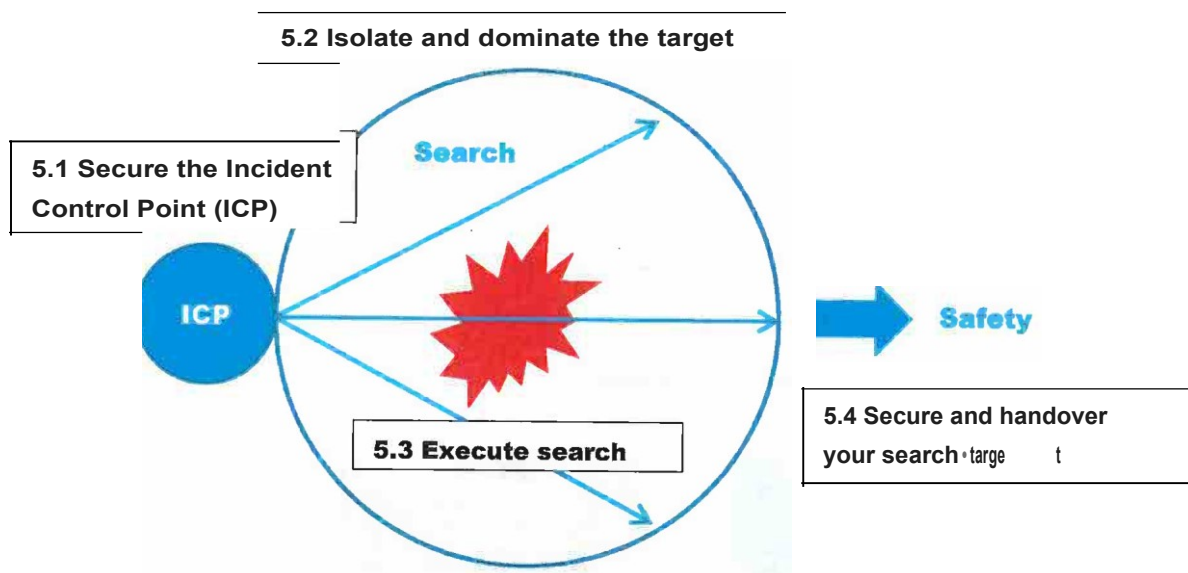 5.2 Isolate and dominate the target
5.1 Secure the Incident
Control Point (ICP)
Search
ICP
Safety
5.3 Execute search
5.4 Secure and handover
your search targe t